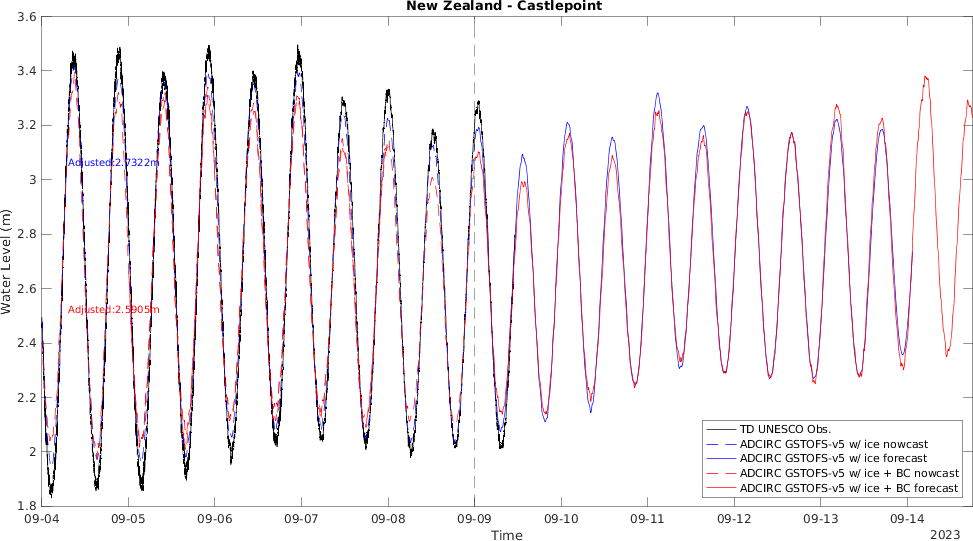 New Zealand - Castlepoint
3.6
3.4
3.2
3
2.8
2.6
2.4
2.2
2
1.8
Water Level (m)
Adjusted:2.7322m
Adjusted:2.5905m
TD UNESCO Obs.
ADCIRC GSTOFS-v5 w/ ice nowcast
ADCIRC GSTOFS-v5 w/ ice forecast
ADCIRC GSTOFS-v5 w/ ice + BC nowcast
ADCIRC GSTOFS-v5 w/ ice + BC forecast
09-04 09-05 09-06 09-07 09-08 09-09 09-10 09-11 09-12 09-13 09-14
Time
2023